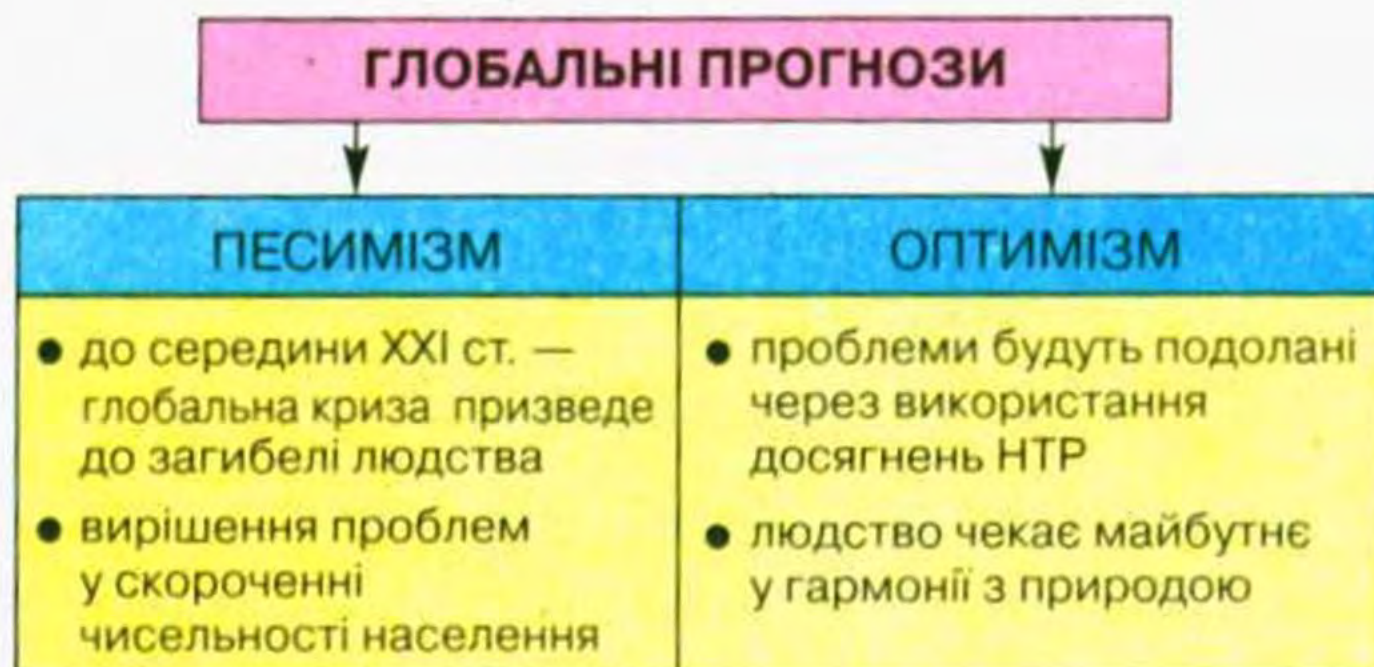 ГЛОБАЛЬНІ ПРОГНОЗИ
ПЕСИМІЗМ
● до середини ХХІ ст. —
глобальна криза призведе
до загибелі людства
● вирішення проблем
у скороченні
чисельності населення
ОПТИМІЗМ
● проблеми будуть подолані
через використання
досягнень НТР
● людство чекає майбутнє
у гармонії з природою